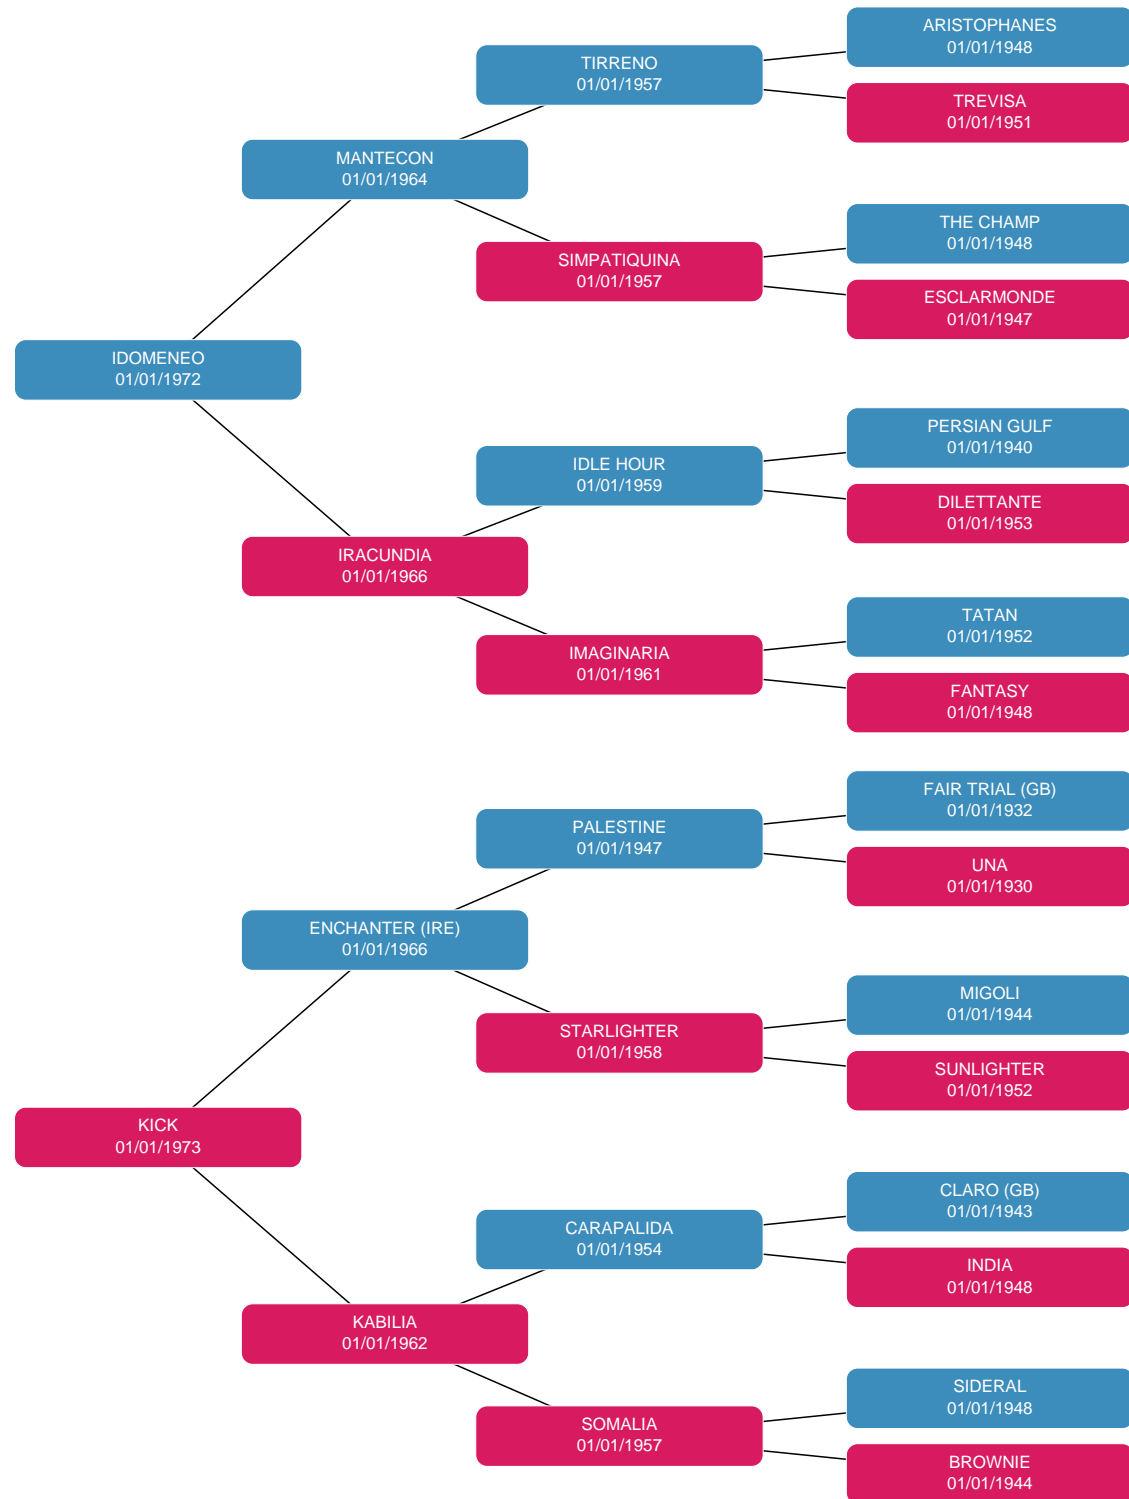 ARISTOPHANES
01/01/1948
TIRRENO
01/01/1957
TREVISA
01/01/1951
MANTECON
01/01/1964
THE CHAMP
01/01/1948
SIMPATIQUINA
01/01/1957
ESCLARMONDE
01/01/1947
IDOMENEO
01/01/1972
PERSIAN GULF
01/01/1940
IDLE HOUR
01/01/1959
DILETTANTE
01/01/1953
IRACUNDIA
01/01/1966
TATAN
01/01/1952
IMAGINARIA
01/01/1961
FANTASY
01/01/1948
FAIR TRIAL (GB)
01/01/1932
PALESTINE
01/01/1947
UNA
01/01/1930
ENCHANTER (IRE)
01/01/1966
MIGOLI
01/01/1944
STARLIGHTER
01/01/1958
SUNLIGHTER
01/01/1952
KICK
01/01/1973
CLARO (GB)
01/01/1943
CARAPALIDA
01/01/1954
INDIA
01/01/1948
KABILIA
01/01/1962
SIDERAL
01/01/1948
SOMALIA
01/01/1957
BROWNIE
01/01/1944